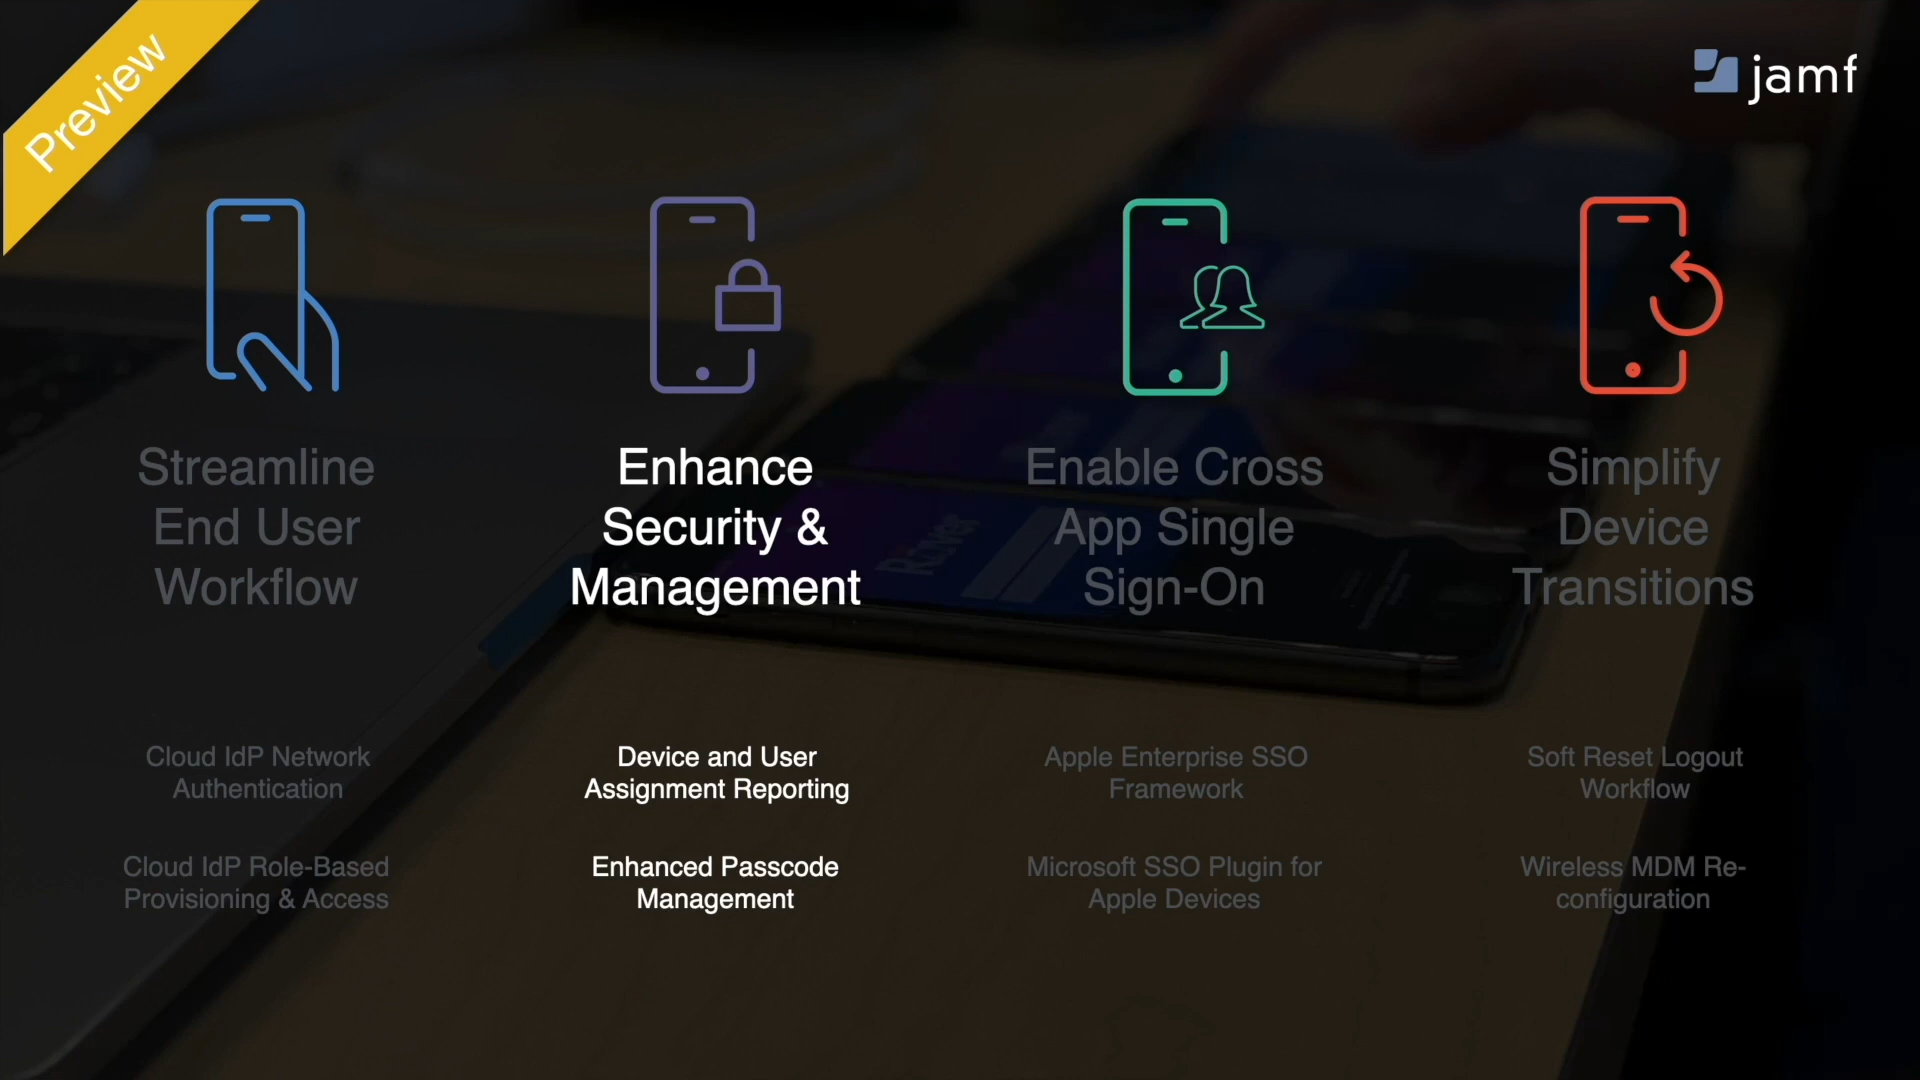 Preview
jamf
Streamline
End User
Workflow
Enhance
Security &
Management
Enable Cross
App Single
Sign-On
Simplify
Device
Transitions
Cloud IdP Network
Authentication
Device and User
Assignment Reporting
Apple Enterprise SSO
Framework
Soft Reset Logout
Workflow
Cloud IdP Role-Based
Provisioning & Access
Enhanced Passcode
Management
Microsoft SSO Plugin for
Apple Devices
Wireless MDM Re-
configuration